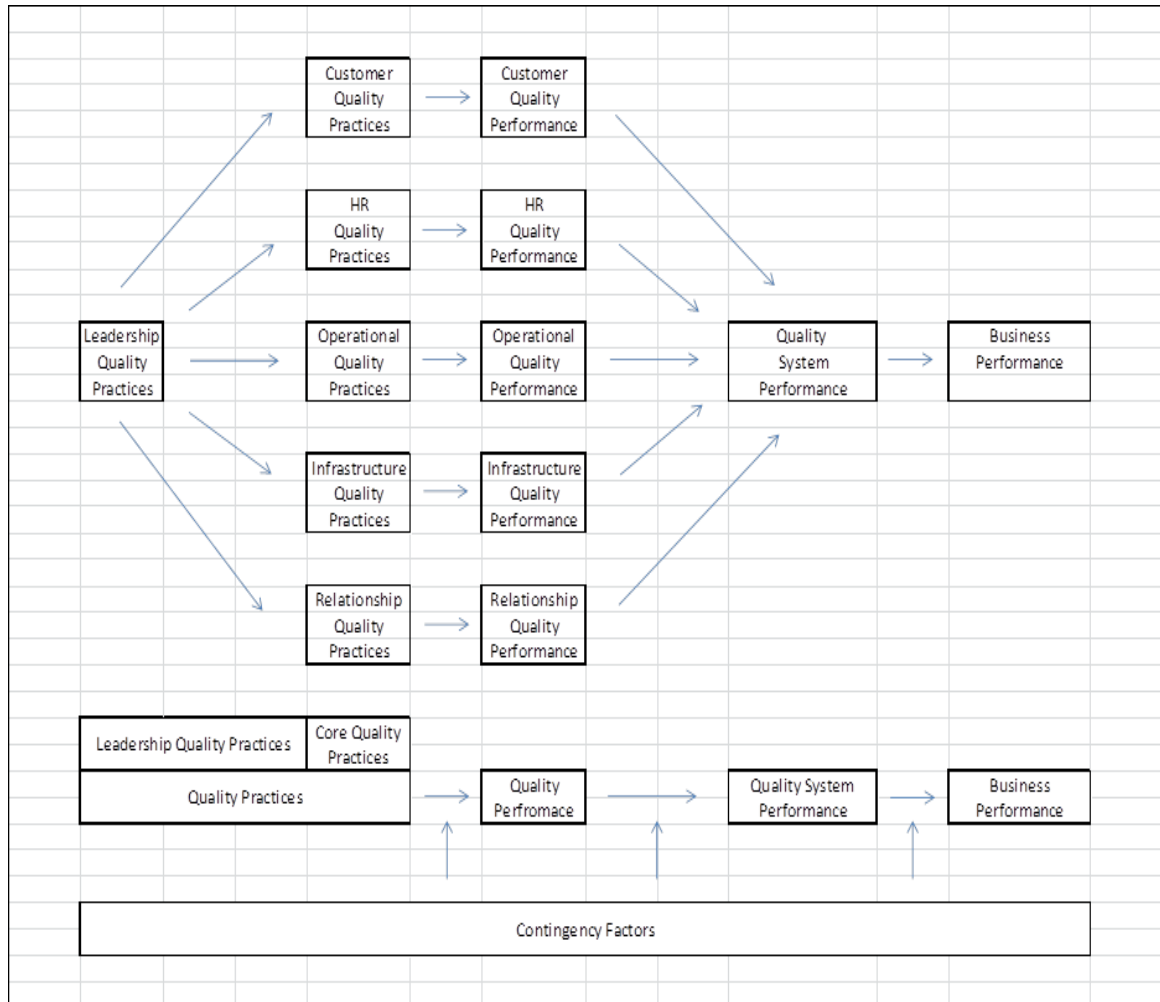 Customer
Quality
Practices
Customer
Quality
Performance
HR
Quality
Practices
HR
Quality
Performance
Leadership
Quality
Practices
Operational
Quality
Practices
Operational
Quality
Performance
Quality
System
Performance
Business
Performance
Infrastructure
Quality
Practices
Infrastructure
Quality
Performance
Relationship
Quality
Practices
Relationship
Quality
Performance
Leadership Quality Practices
Core Quality
Practices
Quality Practices
Quality
Perfromace
Quality System
Performance
Business
Performance
Contingency Factors